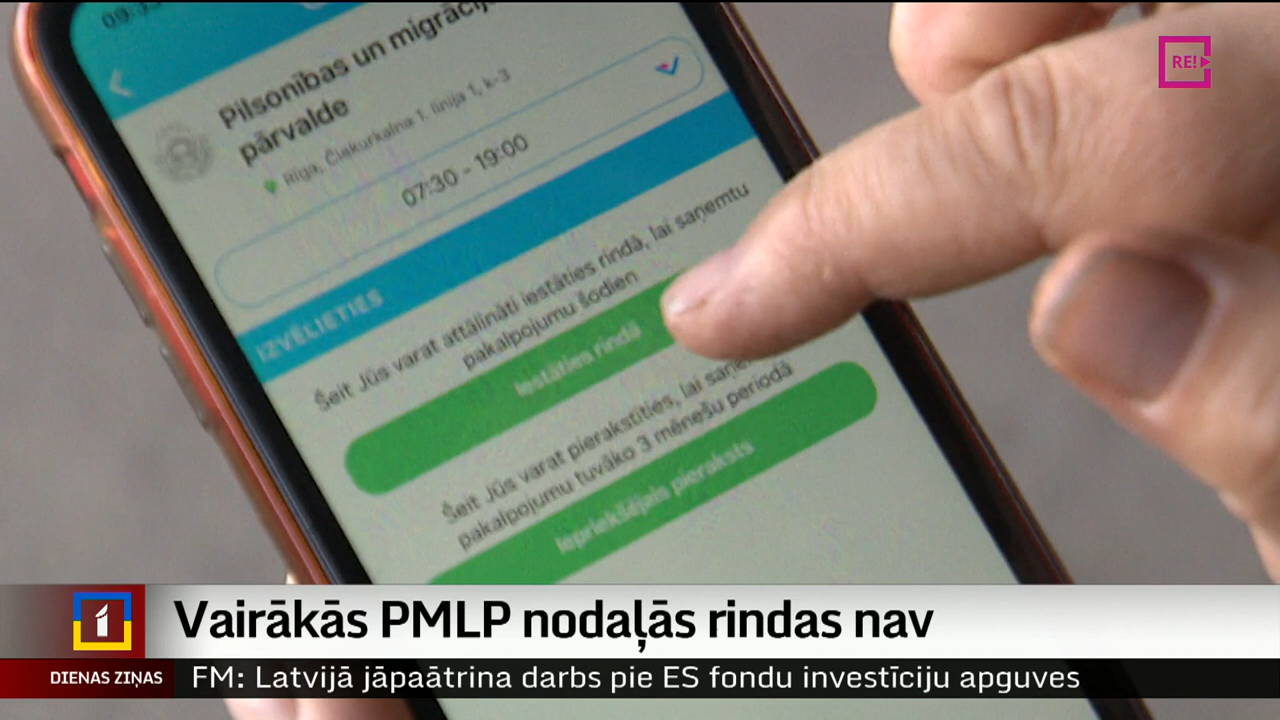 RE!
Pilsonības un migrācijas
pārvalde
Rīga, Čiekurkalna 1. līnija 1, k-3
07:30 - 19:00
IZVĒLIETIES
Šeit Jūs varat attālināti iestāties rindā, lai saņemtu
pakalpojumu šodien
Iestāties rindā
Šeit Jūs varat pierakstīties, lai
pakalpojumu tuvāko 3 mēnešu periodā
Iepriekšējais pieraksts
1
Vairākās PMLP nodaļās rindas nav
DIENAS ZIŅAS
FM: Latvijā jāpaātrina darbs pie ES fondu investīciju apguves